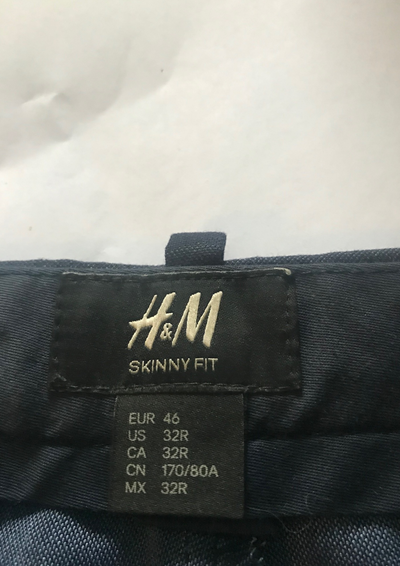 H&M
SKINNY FIT
EUR 46
US 32R
CA 32R
CN 170/80A
MX 32R